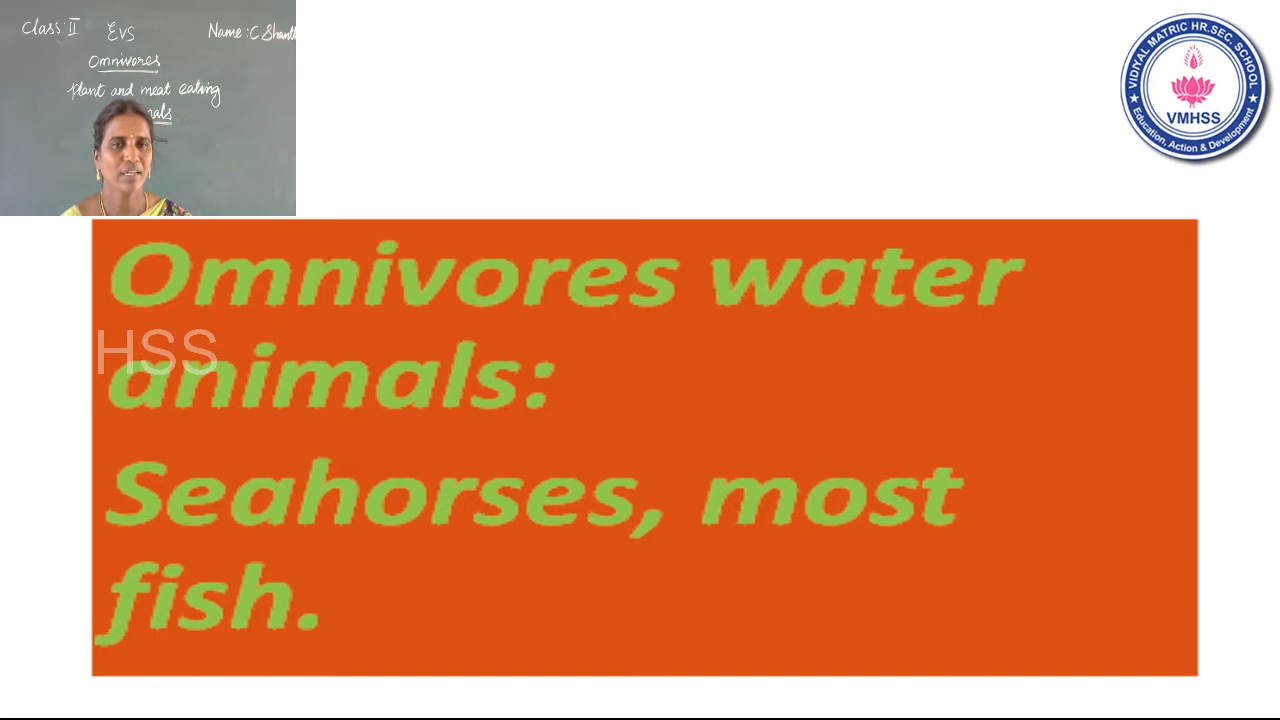 Class: II EVS Name: C
Omnivores
Plant and meat eating
VIDIYAL MATRIC HR.SEC. SCHOOL
VMHSS
Education, Action & Development
Omnivores water
HSS
animals:
Seahorses, most
fish.